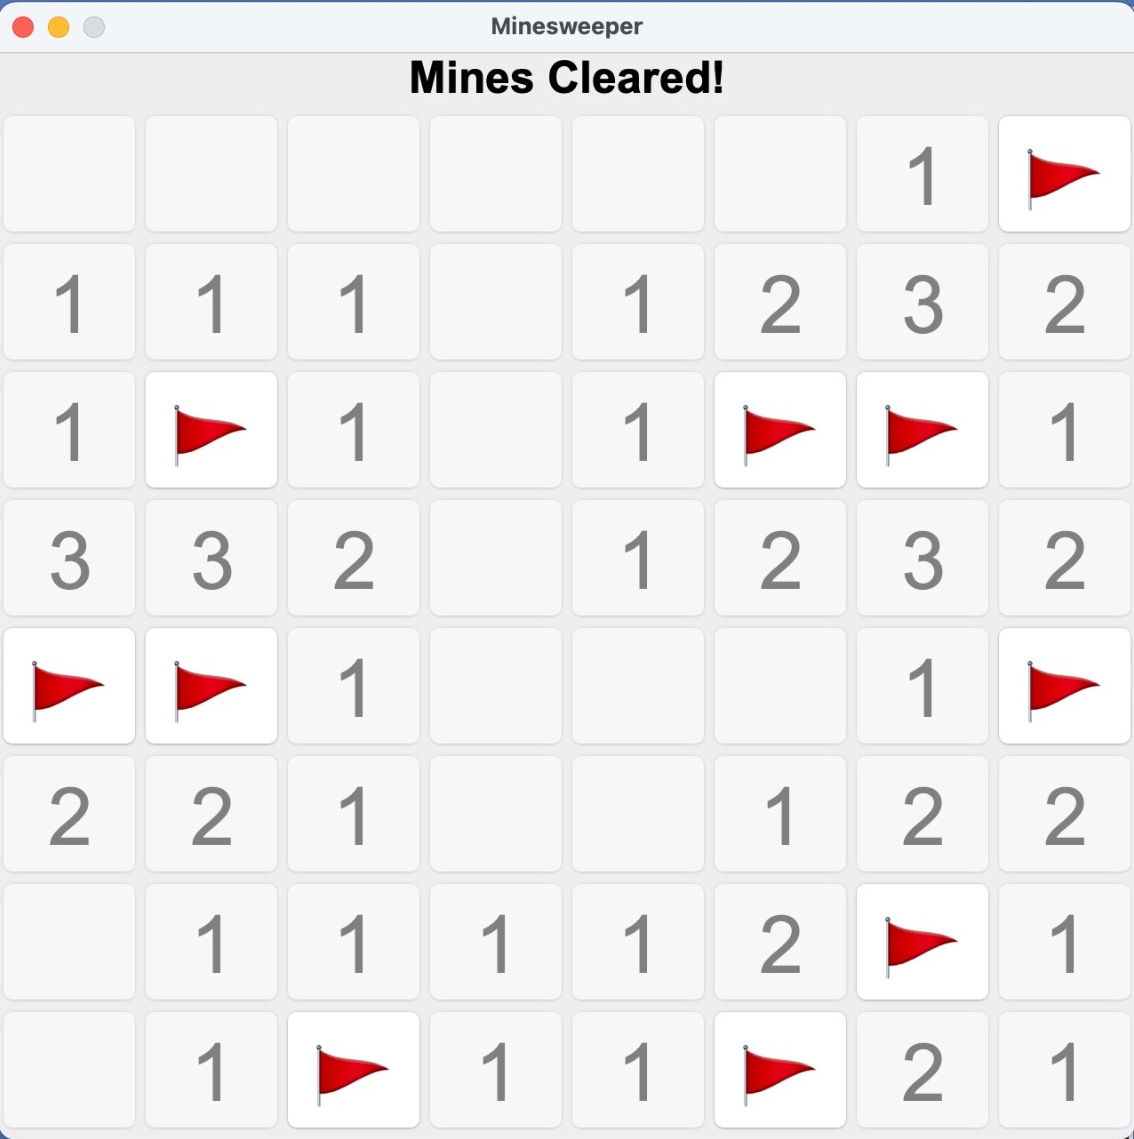 Minesweeper
Mines Cleared!
1
1 1 1 1 2 3 2
1 1 1 1
3 3 2 1 2 3 2
1 1
2 2 1 1 2 2
1 1 1 1 2 1
1 1 1 2 1